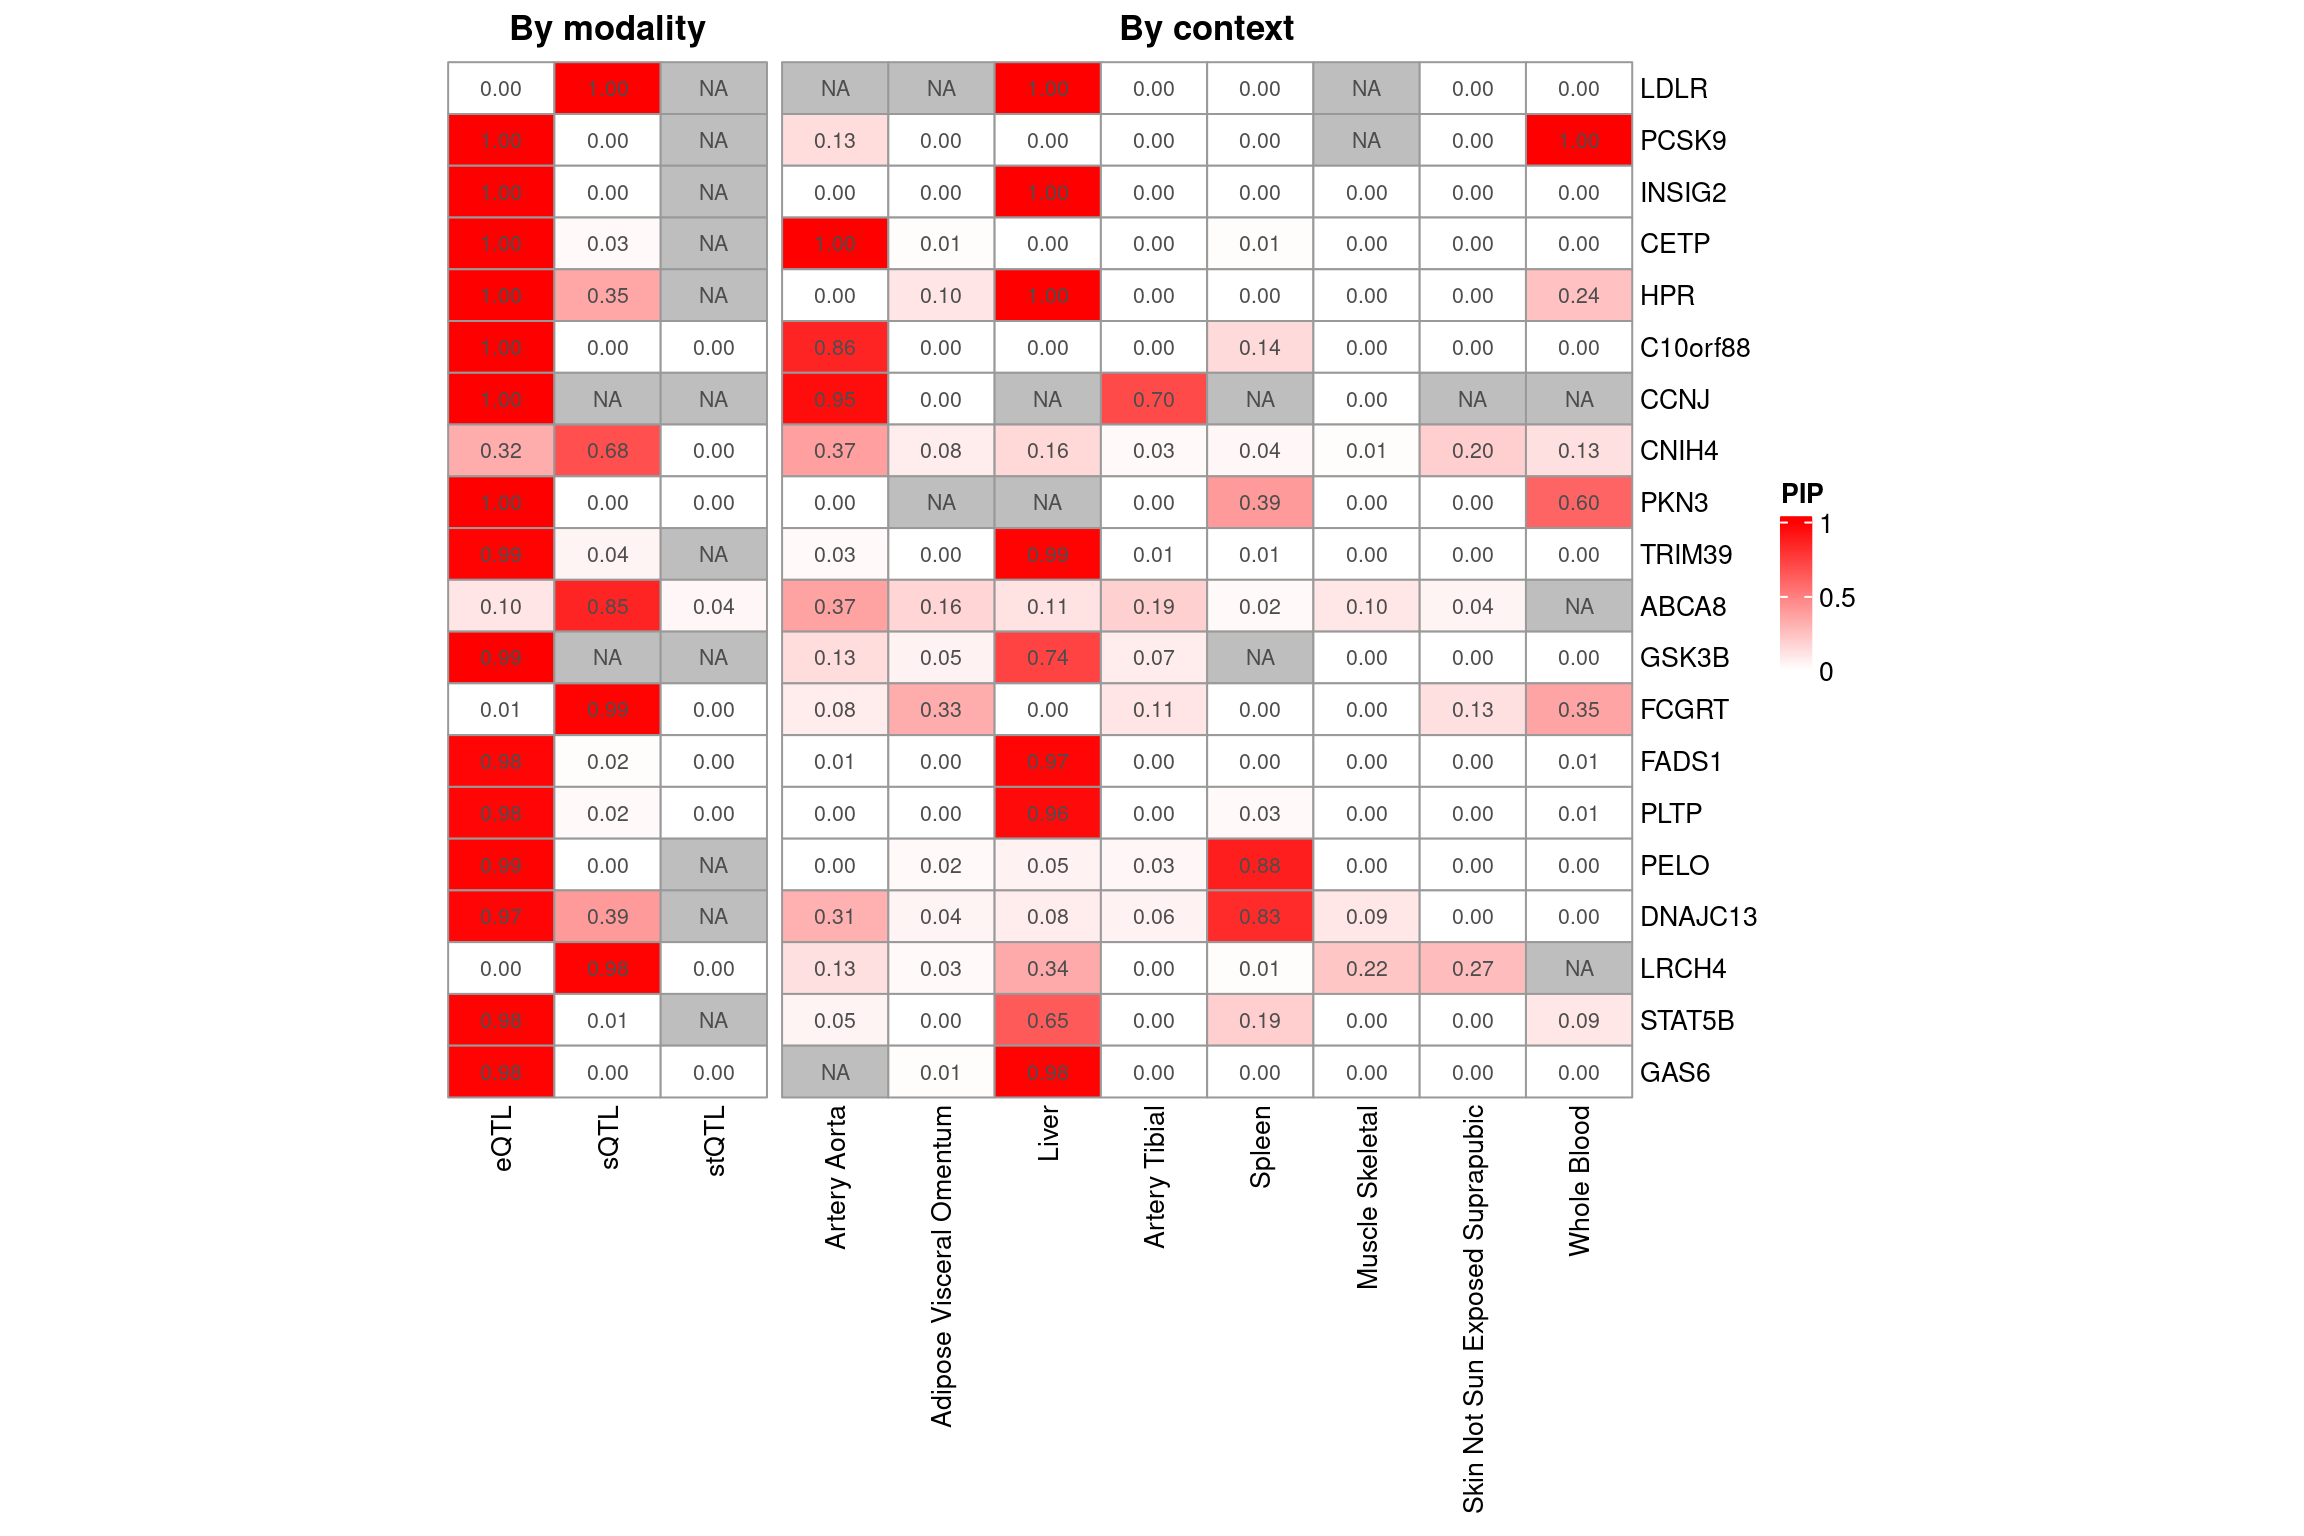 By modality By context
0.00 1.00 NA NA NA 1.00 0.00 0.00 NA 0.00 0.00 LDLR
1.00 0.00 NA 0.13 0.00 0.00 0.00 0.00 NA 0.00 1.00 PCSK9
1.00 0.00 NA 0.00 0.00 1.00 0.00 0.00 0.00 0.00 0.00 INSIG2
1.00 0.03 NA 1.00 0.01 0.00 0.00 0.01 0.00 0.00 0.00 CETP
1.00 0.35 NA 0.00 0.10 1.00 0.00 0.00 0.00 0.00 0.24 HPR
1.00 0.00 0.00 0.86 0.00 0.00 0.00 0.14 0.00 0.00 0.00 C10orf88
1.00 NA NA 0.95 0.00 NA 0.70 NA 0.00 NA NA CCNJ
0.32 0.68 0.00 0.37 0.08 0.16 0.03 0.04 0.01 0.20 0.13 CNIH4
1.00 0.00 0.00 0.00 NA NA 0.00 0.39 0.00 0.00 0.60 PKN3
0.99 0.04 NA 0.03 0.00 0.99 0.01 0.01 0.00 0.00 0.00 TRIM39
0.10 0.85 0.04 0.37 0.16 0.11 0.19 0.02 0.10 0.04 NA ABCA8
0.99 NA NA 0.13 0.05 0.74 0.07 NA 0.00 0.00 0.00 GSK3B
0.01 0.99 0.00 0.08 0.33 0.00 0.11 0.00 0.00 0.13 0.35 FCGRT
0.98 0.02 0.00 0.01 0.00 0.97 0.00 0.00 0.00 0.00 0.01 FADS1
0.98 0.02 0.00 0.00 0.00 0.96 0.00 0.03 0.00 0.00 0.01 PLTP
0.99 0.00 NA 0.00 0.02 0.05 0.03 0.88 0.00 0.00 0.00 PELO
0.97 0.39 NA 0.31 0.04 0.08 0.06 0.83 0.09 0.00 0.00 DNAJC13
0.00 0.98 0.00 0.13 0.03 0.34 0.00 0.01 0.22 0.27 NA LRCH4
0.98 0.01 NA 0.05 0.00 0.65 0.00 0.19 0.00 0.00 0.09 STAT5B
0.98 0.00 0.00 NA 0.01 0.98 0.00 0.00 0.00 0.00 0.00 GAS6
eQTL
sQTL
stQTL
Artery Aorta
Adipose Visceral Omentum
Liver
Artery Tibial
Spleen
Muscle Skeletal
Skin Not Sun Exposed Suprapubic
Whole Blood
PIP
1
0.5
0